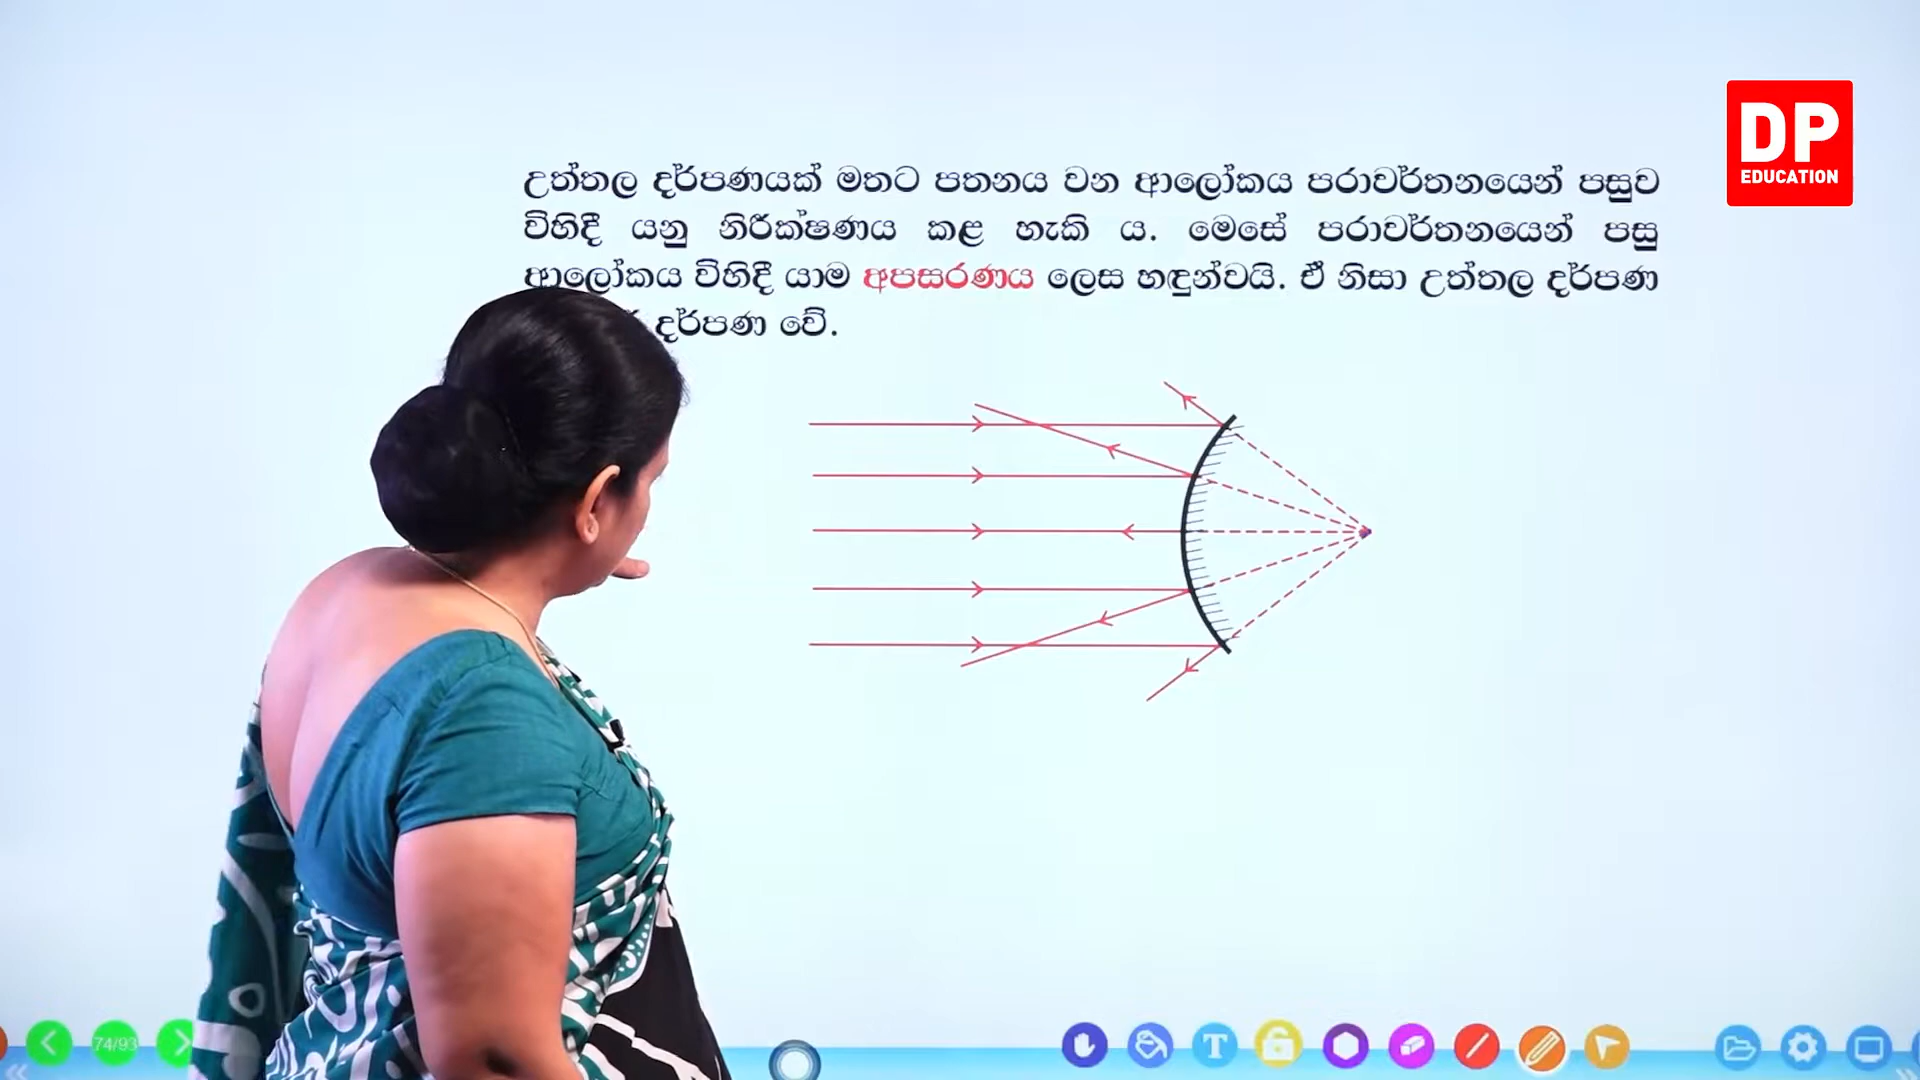 DP
EDUCATION
උත්තල දර්පණයක් මතට පතනය වන ආලෝකය පරාවර්තනයෙන් පසුව
විහිදී යනු නිරීක්ෂණය කළ හැකි ය. මෙසේ පරාවර්තනයෙන් පසු
ආලෝකය විහිදී යාම අපසරණය ලෙස හඳුන්වයි. ඒ නිසා උත්තල දර්පණ
දර්පණ වේ.
74/93
T